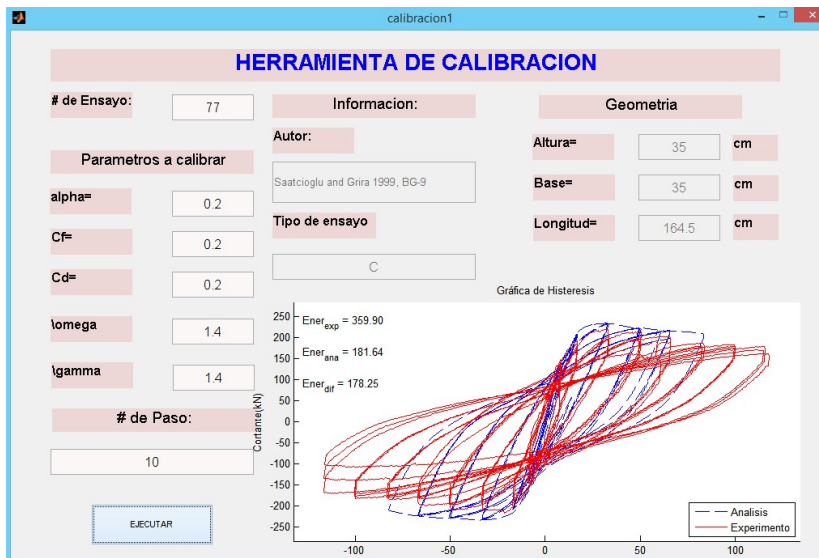 calibracion1
HERRAMIENTA DE CALIBRACION
# de Ensayo:
77
Parametros a calibrar
alpha=
0.2
Cf=
0.2
Cd=
0.2
\omega
1.4
\gamma
1.4
# de Paso:
10
EJECUTAR
Informacion:
Autor:
Saatcioglu and Grira 1999, BG-9
Tipo de ensayo
C
Geometria
Altura=
35
cm
Base=
35
cm
Longitud=
164.5
cm
Gráfica de Histeresis
Ener_exp = 359.90
Ener_ana = 181.64
Ener_dif = 178.25
Cortante(kN)
250
200
150
100
50
0
-50
-100
-150
-200
-250
-100
-50
0
50
100
Analisis
Experimento